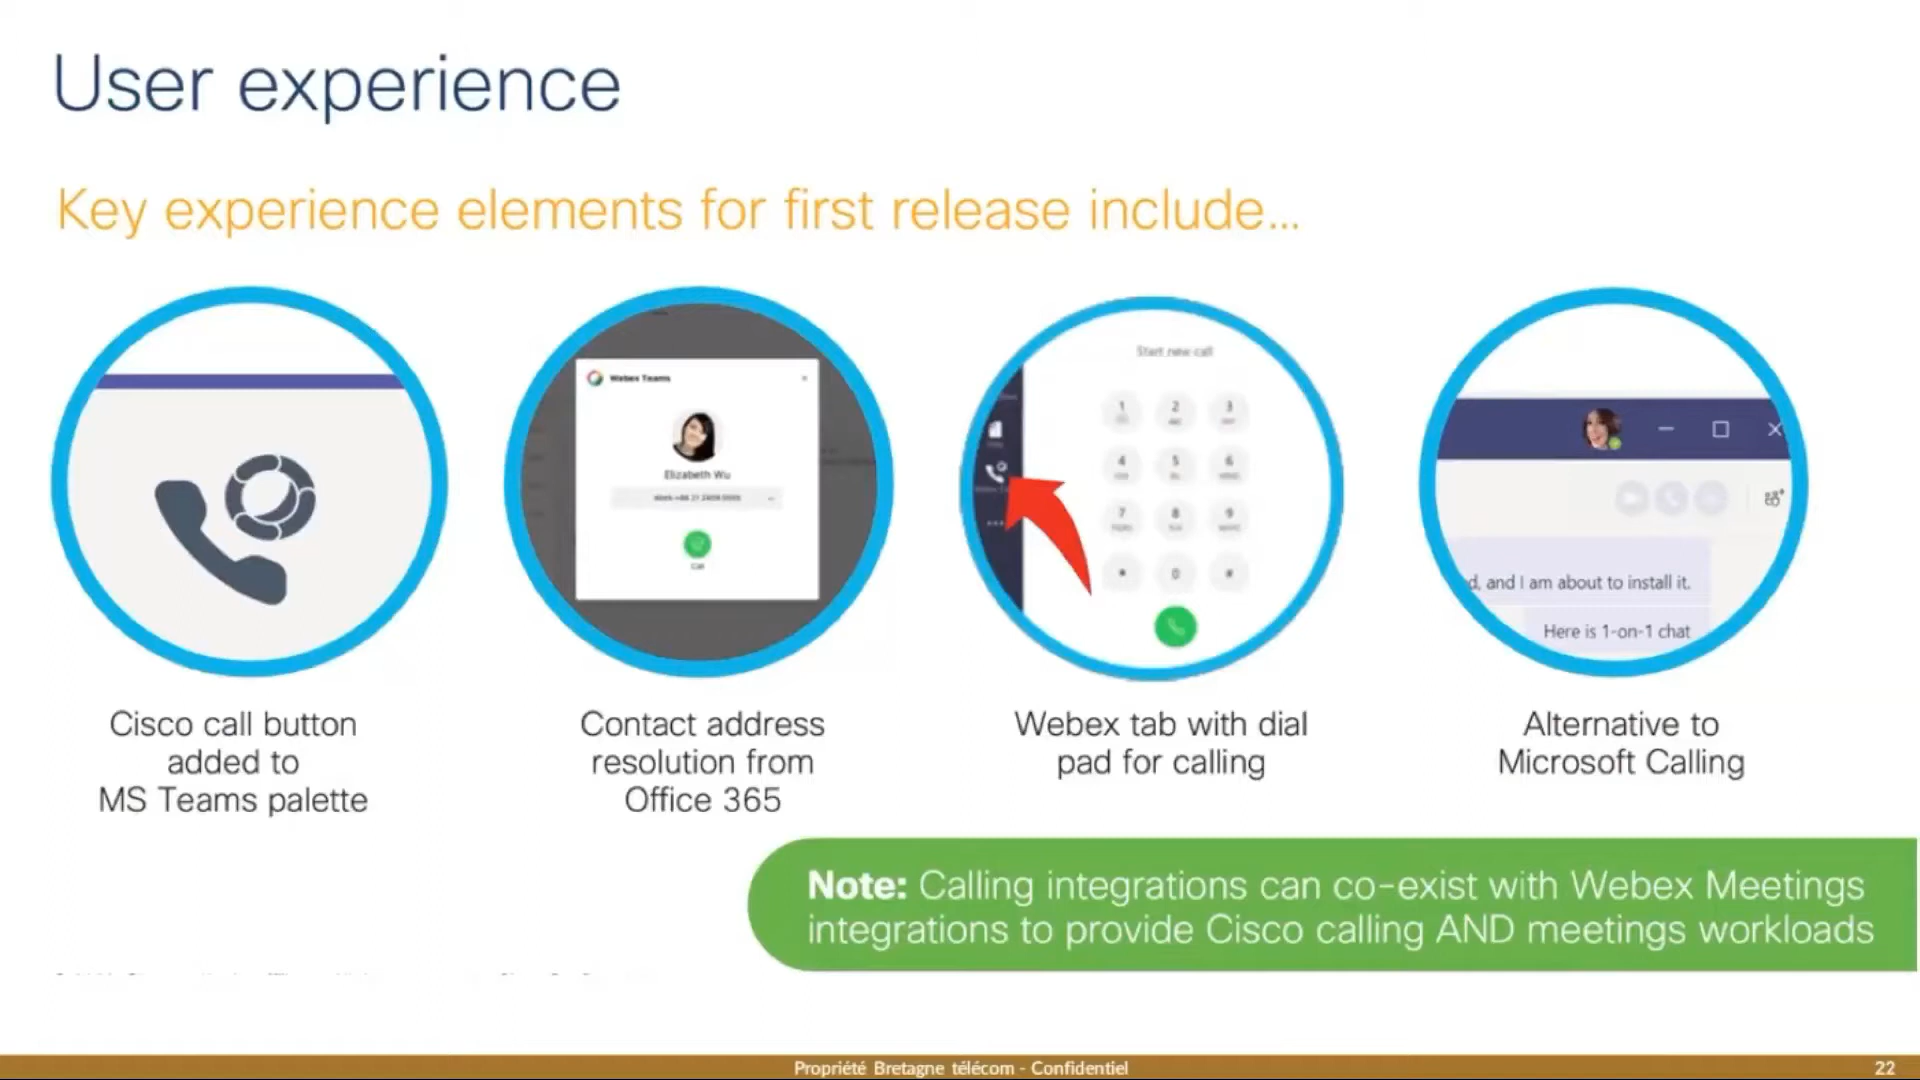 User experience
Key experience elements for first release include...
Webex Teams
Elizabeth Wu
Call
Start new call
1
2
3
4
5
6
7
8
9
*
0
#
d, and I am about to install it.
Here is 1-on-1 chat
Cisco call button
added to
MS Teams palette
Contact address
resolution from
Office 365
Webex tab with dial
pad for calling
Alternative to
Microsoft Calling
Note: Calling integrations can co-exist with Webex Meetings
integrations to provide Cisco calling AND meetings workloads
Propriété Bretagne télécom - Confidentiel
22